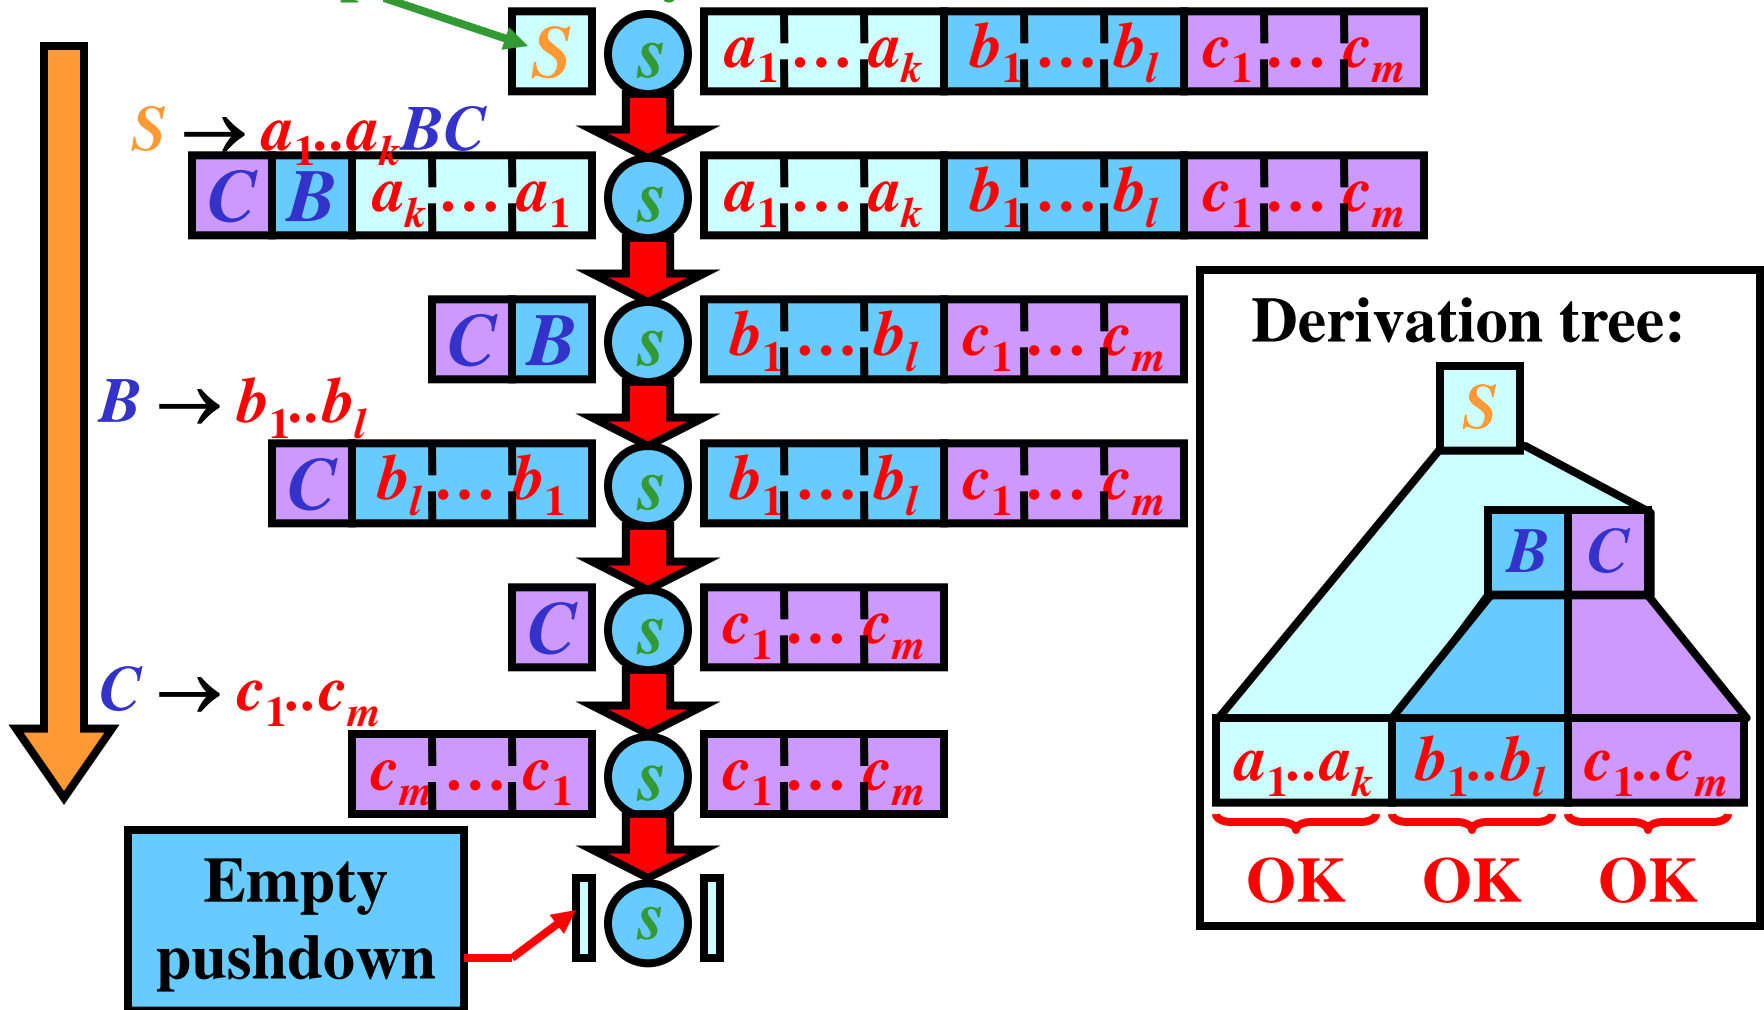 S s a₁…aₖ b₁…bₗ c₁…cₘ
S → a₁..aₖBC
C B aₖ…a₁ s a₁…aₖ b₁…bₗ c₁…cₘ
C B s b₁…bₗ c₁…cₘ
B → b₁..bₗ
C bₗ…b₁ s b₁…bₗ c₁…cₘ
C s c₁…cₘ
C → c₁..cₘ
cₘ…c₁ s c₁…cₘ
Empty
pushdown
s
Derivation tree:
S
B C
a₁..aₖ b₁..bₗ c₁..cₘ
OK OK OK